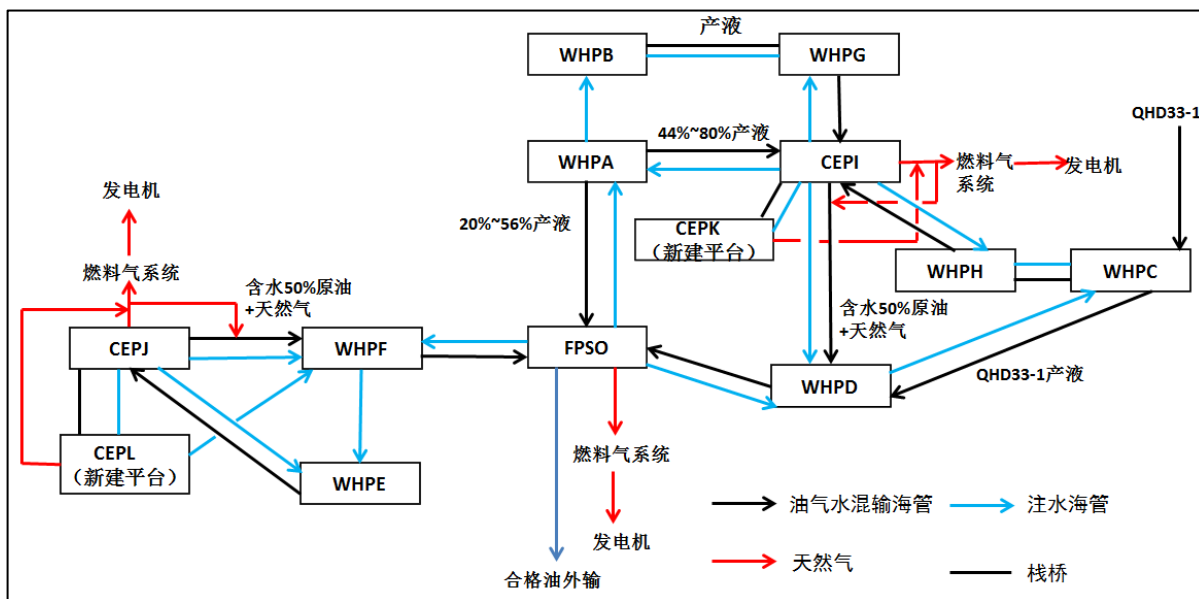 产液
WHPB
WHPG
QHD33-1
44%~80%产液
WHPA
CEPI
燃料气
系统
发电机
发电机
20%~56%产液
CEPK
（新建平台）
WHPH
WHPC
燃料气系统
含水50%原油
+天然气
含水50%原油
+天然气
CEPJ
WHPF
FPSO
WHPD
QHD33-1产液
CEPL
（新建平台）
WHPE
燃料气系统
发电机
合格油外输
油气水混输海管
注水海管
天然气
栈桥